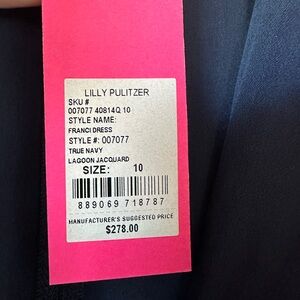 LILLY PULITZER
SKU #
007077 40814Q 10
STYLE NAME:
FRANCI DRESS
STYLE #: 007077
TRUE NAVY
LAGOON JACQUARD
SIZE: 10
889069 718787
MANUFACTURER'S SUGGESTED PRICE
$278.00